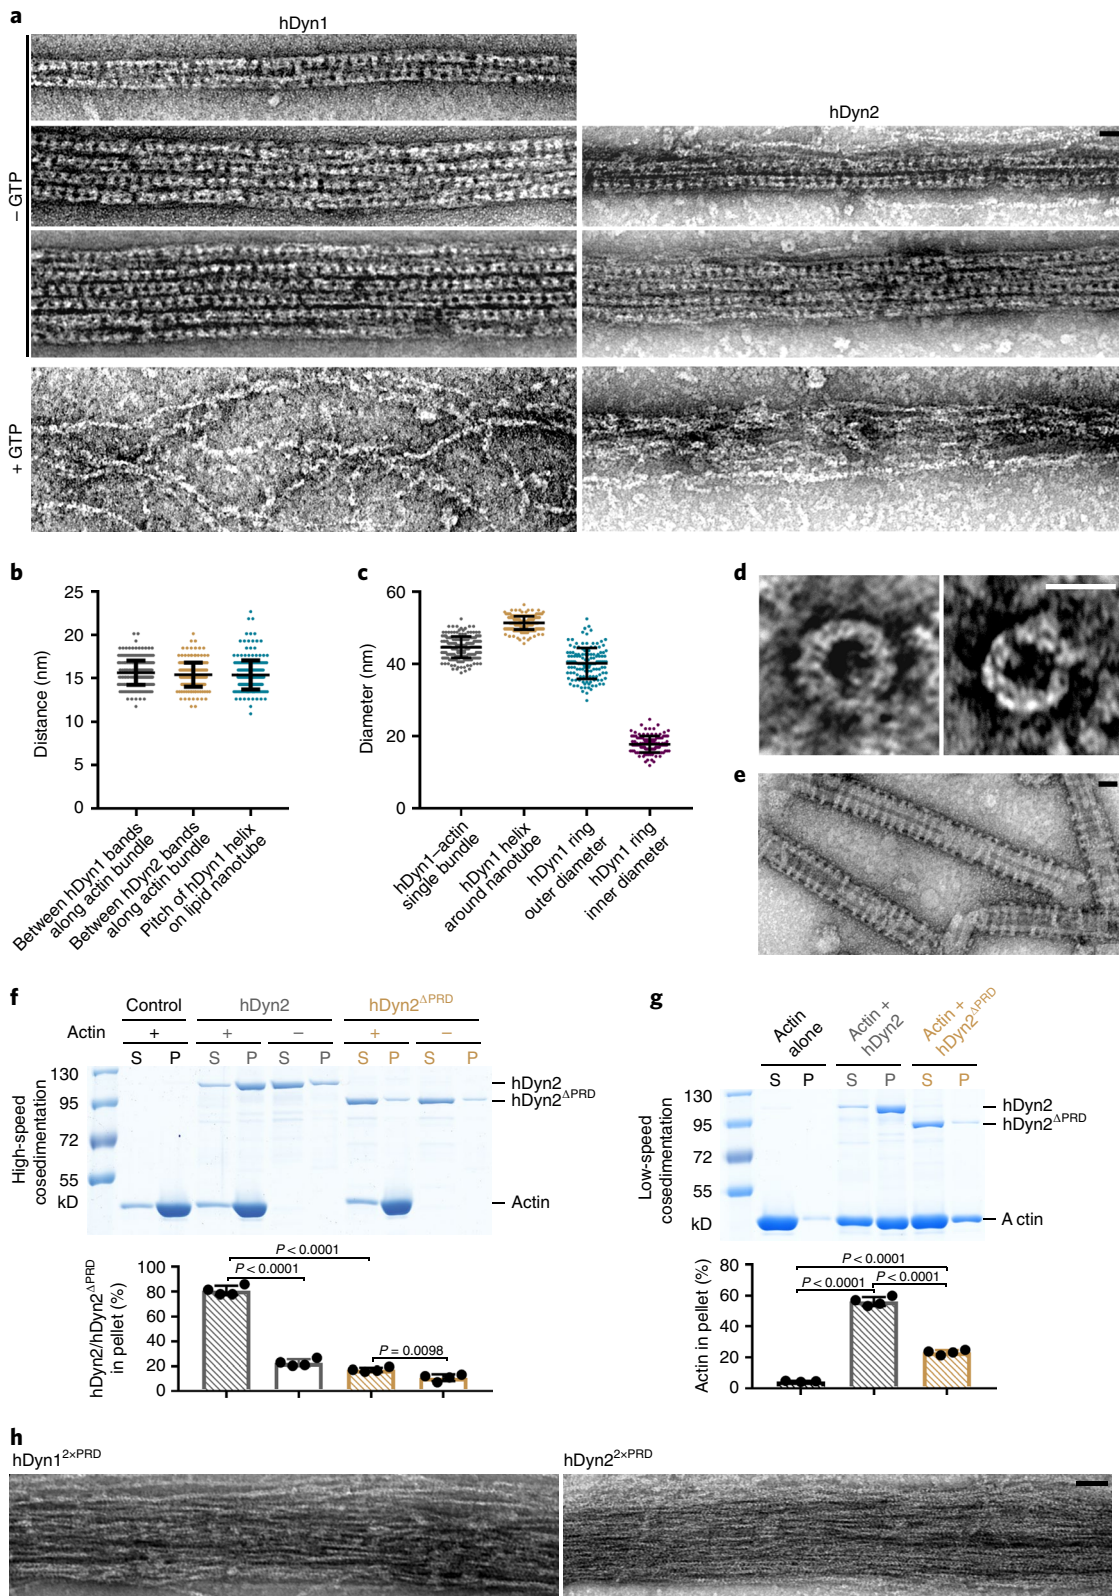 a
hDyn1
hDyn2
– GTP
+ GTP
b
25
20
15
10
5
0
Distance (nm)
Between hDyn1 bands
along actin bundle
Between hDyn2 bands
along actin bundle
Pitch of hDyn1 helix
on lipid nanotube
c
60
40
20
0
Diameter (nm)
hDyn1–actin
single bundle
hDyn1 helix
around nanotube
hDyn1 ring
outer diameter
hDyn1 ring
inner diameter
d
e
f
Control hDyn2 hDyn2ΔPRD
Actin + + – + –
S P S P S P S P S P
130
95
72
55
kD
High-speed
cosedimentation
hDyn2
hDyn2ΔPRD
Actin
P < 0.0001
P < 0.0001
P = 0.0098
100
80
60
40
20
0
hDyn2/hDyn2ΔPRD
in pellet (%)
g
Actin
alone
Actin +
hDyn2
Actin +
hDyn2ΔPRD
S P S P S P
130
95
72
55
kD
Low-speed
cosedimentation
hDyn2
hDyn2ΔPRD
A ctin
P < 0.0001
P < 0.0001 P < 0.0001
80
60
40
20
0
Actin in pellet (%)
h
hDyn12×PRD
hDyn22×PRD